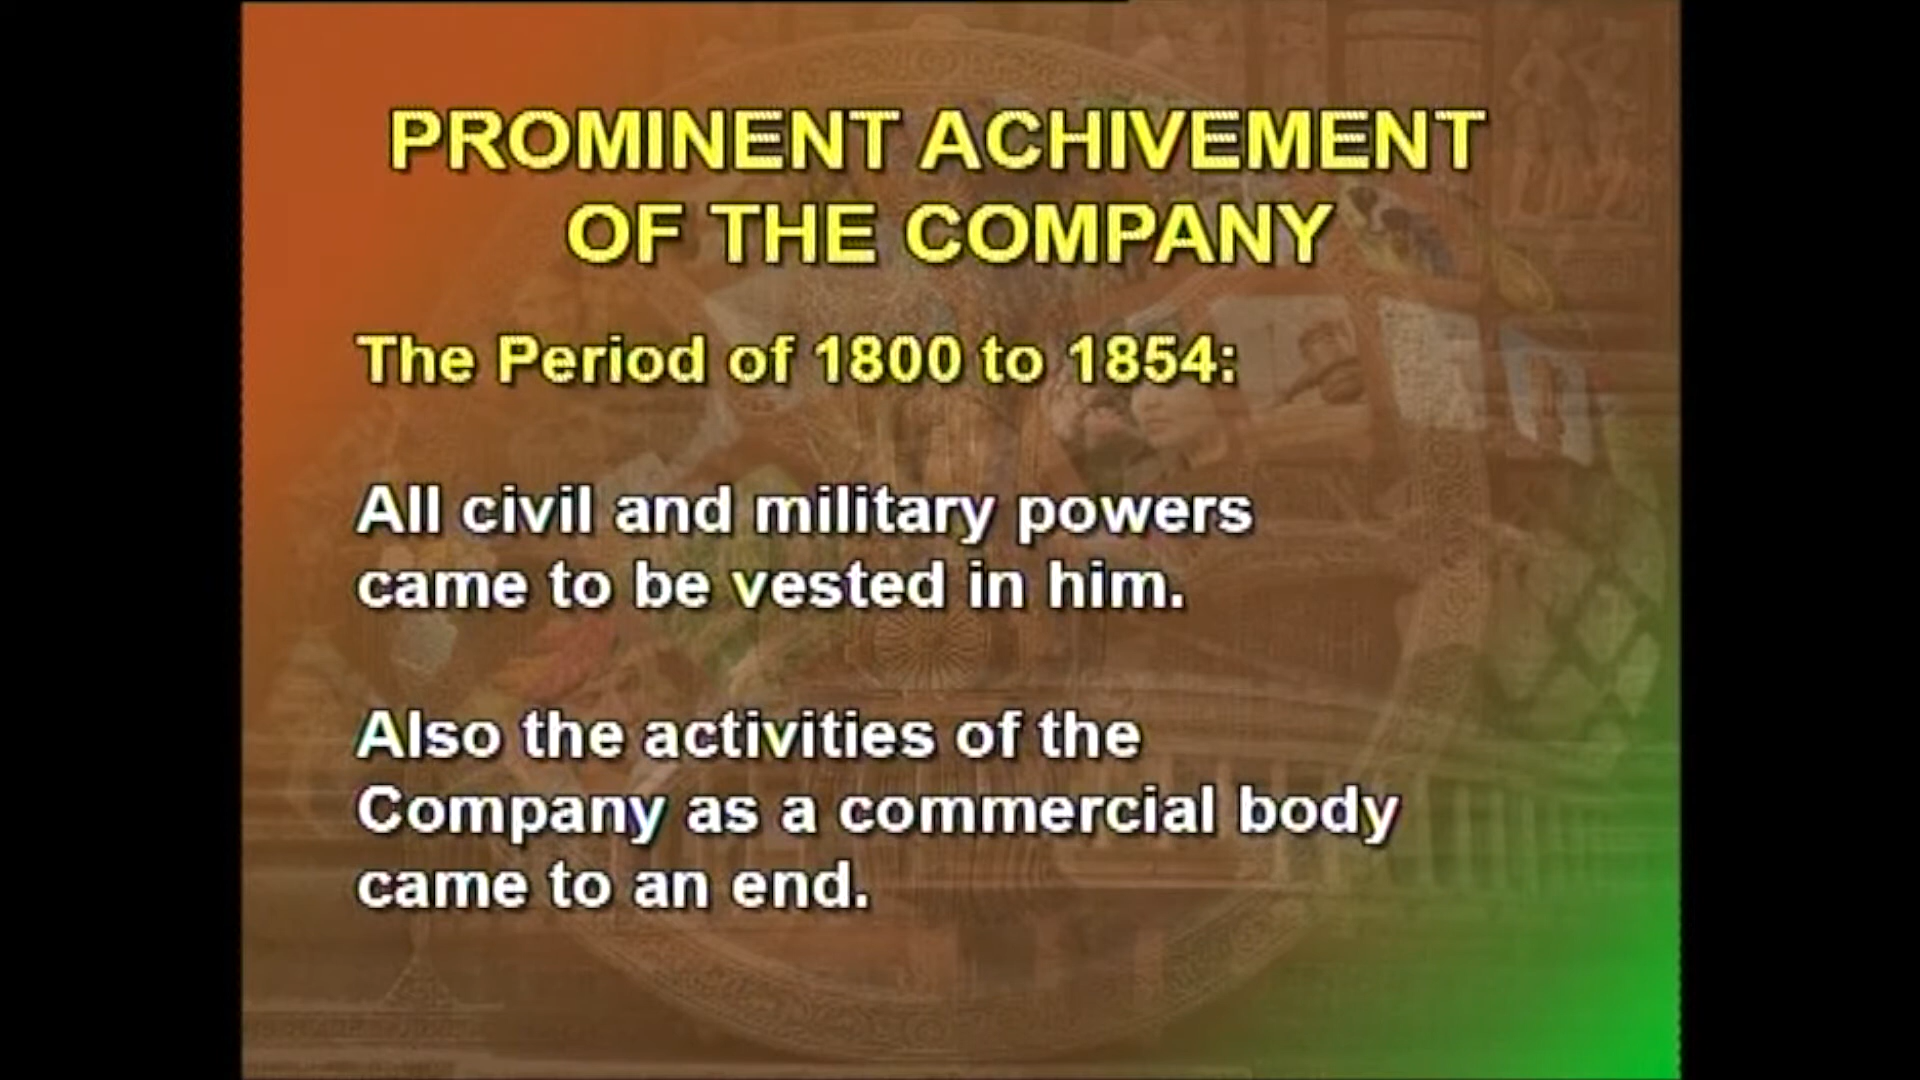 PROMINENT ACHIVEMENT
OF THE COMPANY
The Period of 1800 to 1854:
All civil and military powers
came to be vested in him.
Also the activities of the
Company as a commercial body
came to an end.